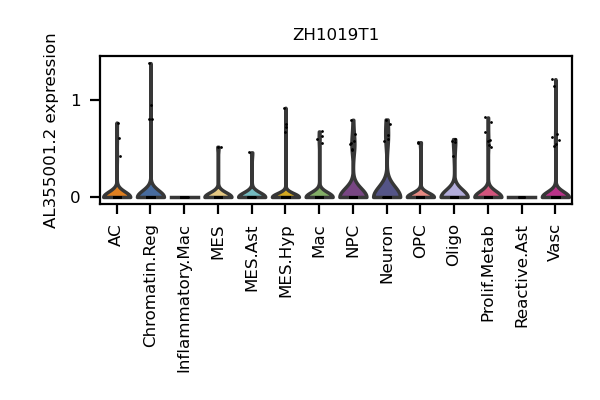 ZH1019T1
AL355001.2 expression
1
0
AC
Chromatin.Reg
Inflammatory.Mac
MES
MES.Ast
MES.Hyp
Mac
NPC
Neuron
OPC
Oligo
Prolif.Metab
Reactive.Ast
Vasc